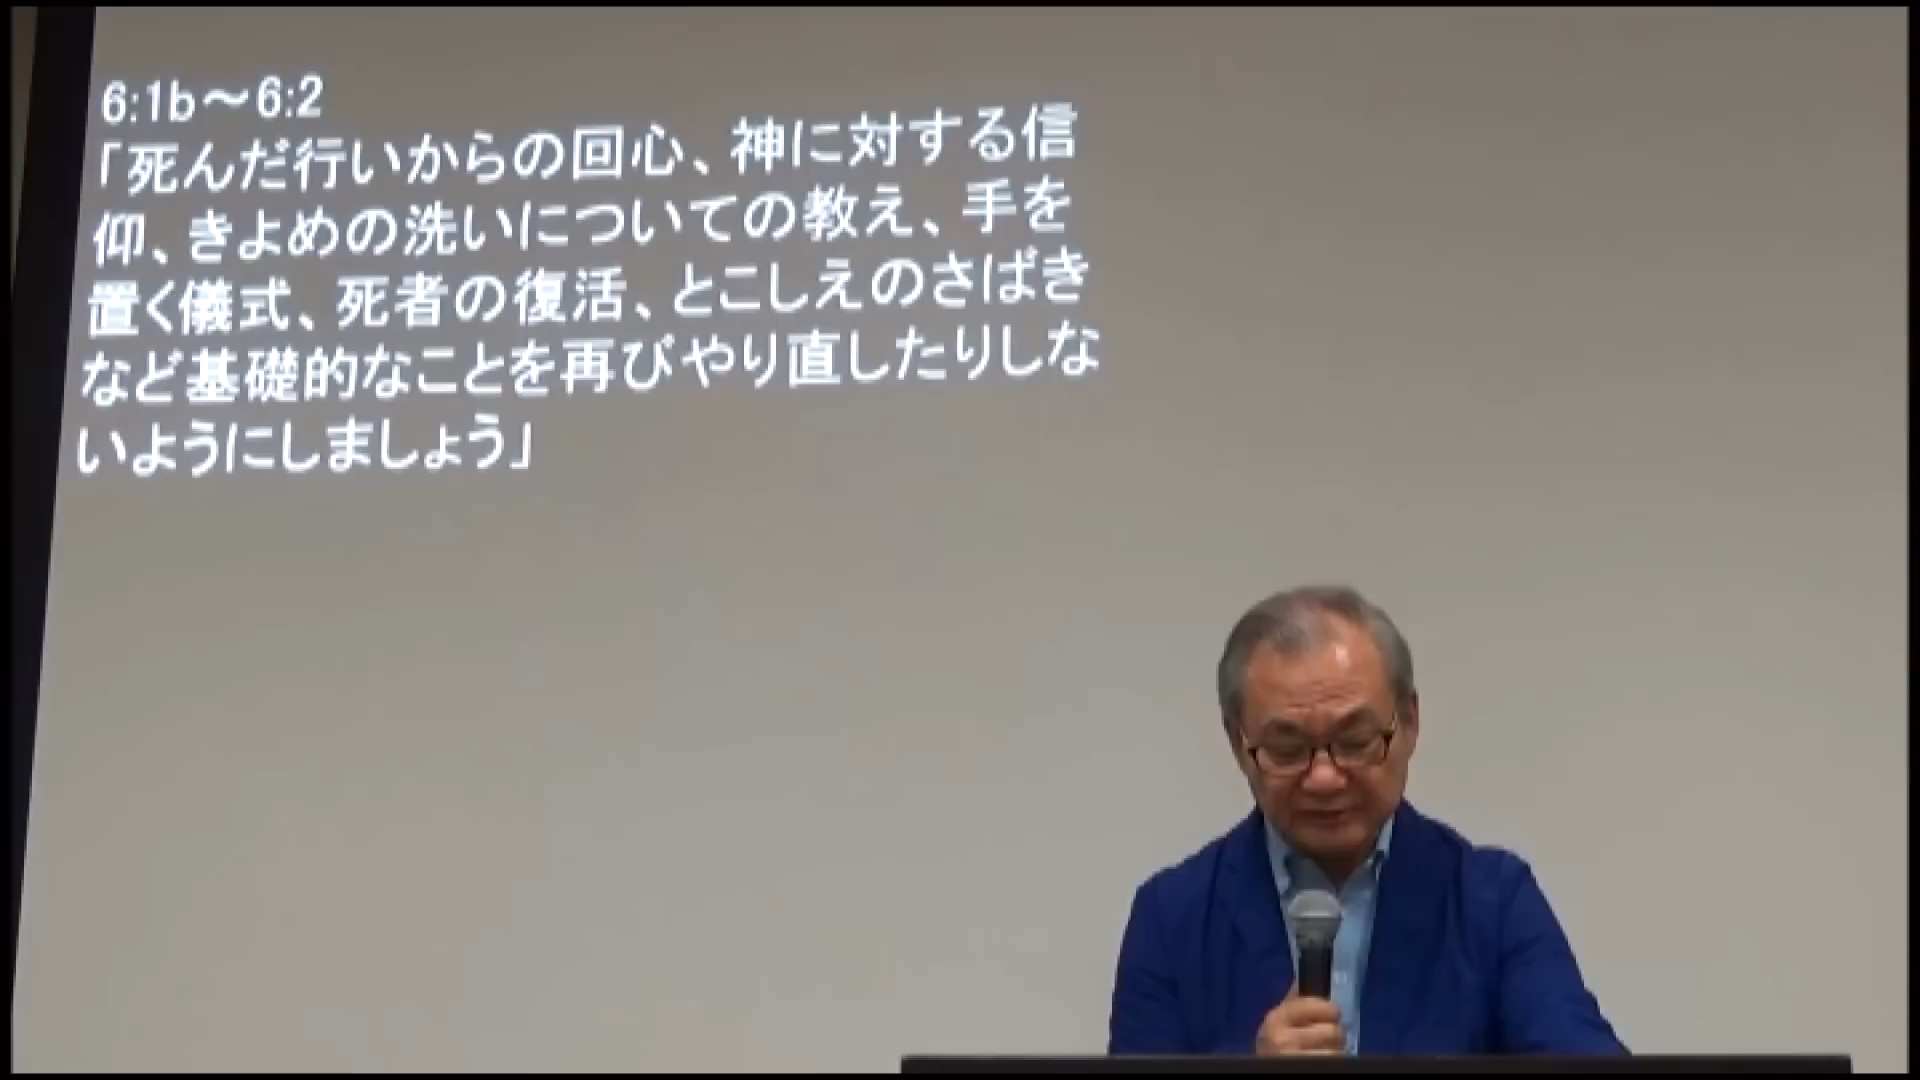 6:1b～6:2
「死んだ行いからの回心、神に対する信
仰、きよめの洗いについての教え、手を
置く儀式、死者の復活、とこしえのさばき
など基礎的なことを再びやり直したりしな
いようにしましょう」